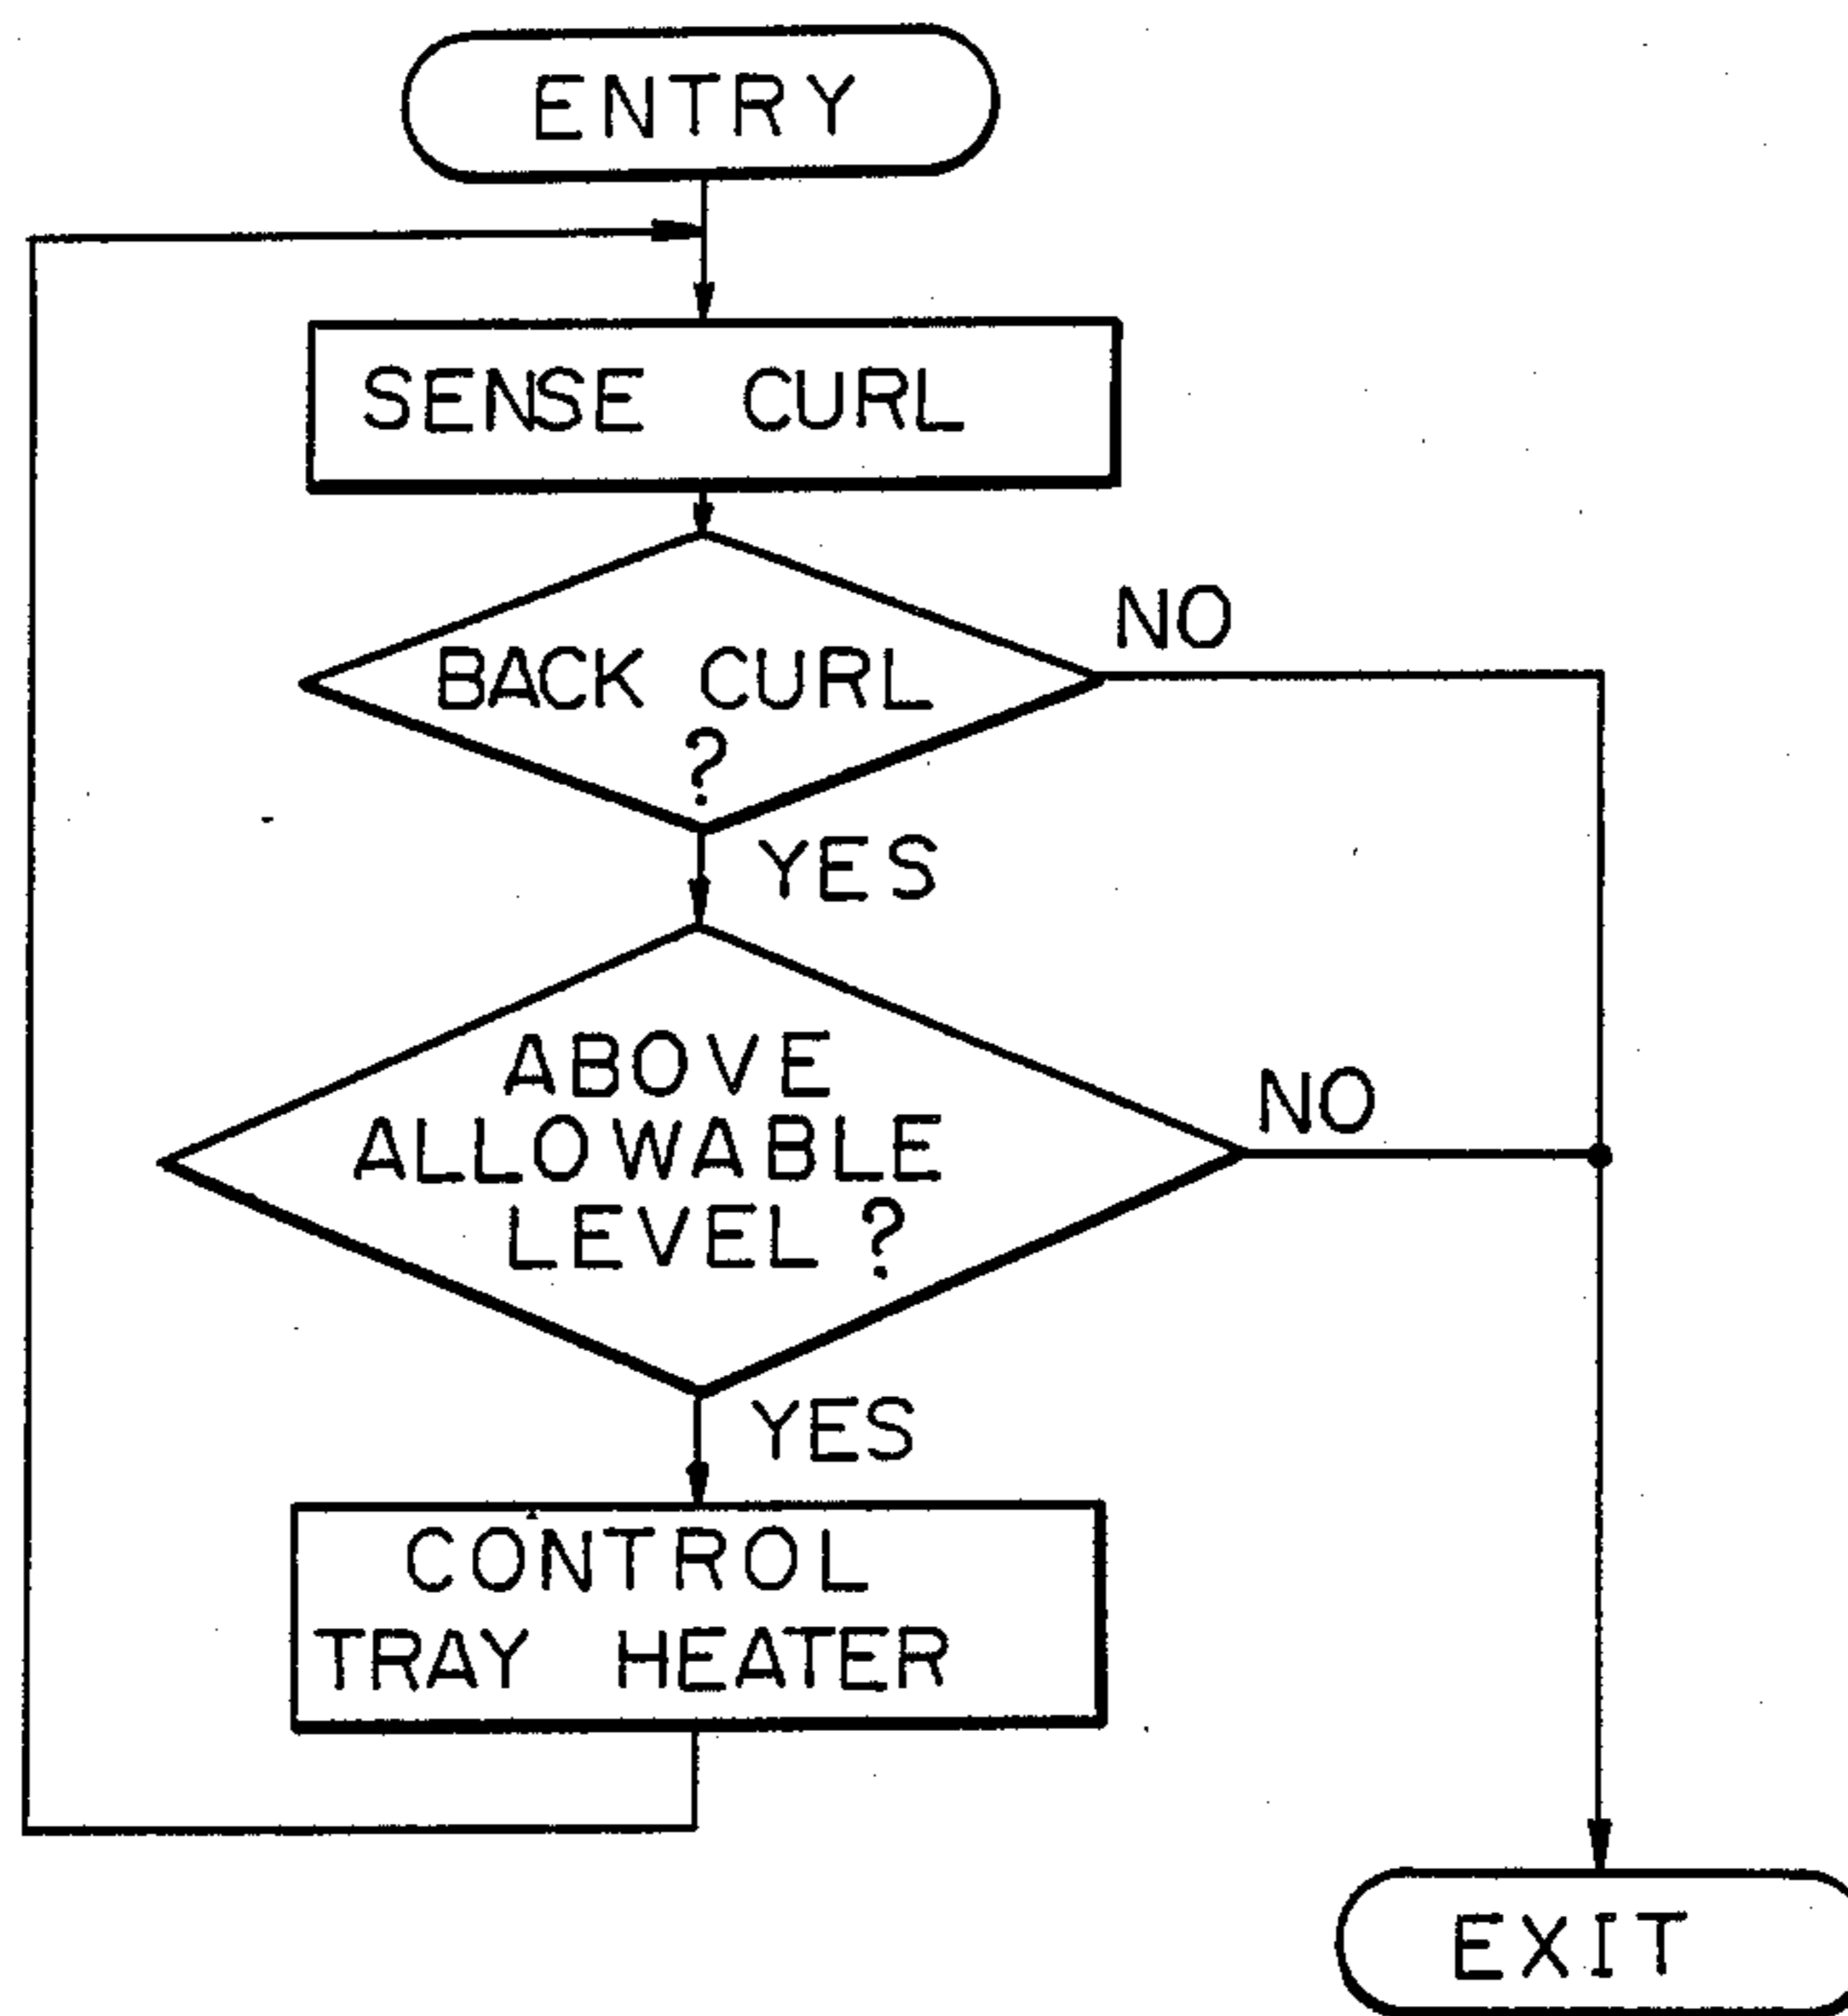 ENTRY
SENSE CURL
BACK CURL
?
NO
YES
ABOVE
ALLOWABLE
LEVEL ?
NO
YES
CONTROL
TRAY HEATER
EXIT